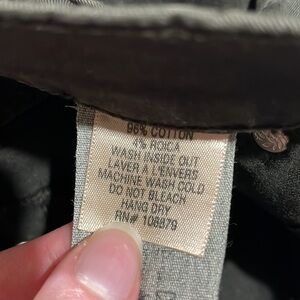 96% COTTON
4% ROICA
WASH INSIDE OUT
LAVER A L'ENVERS
MACHINE WASH COLD
DO NOT BLEACH
HANG DRY
RN# 108979